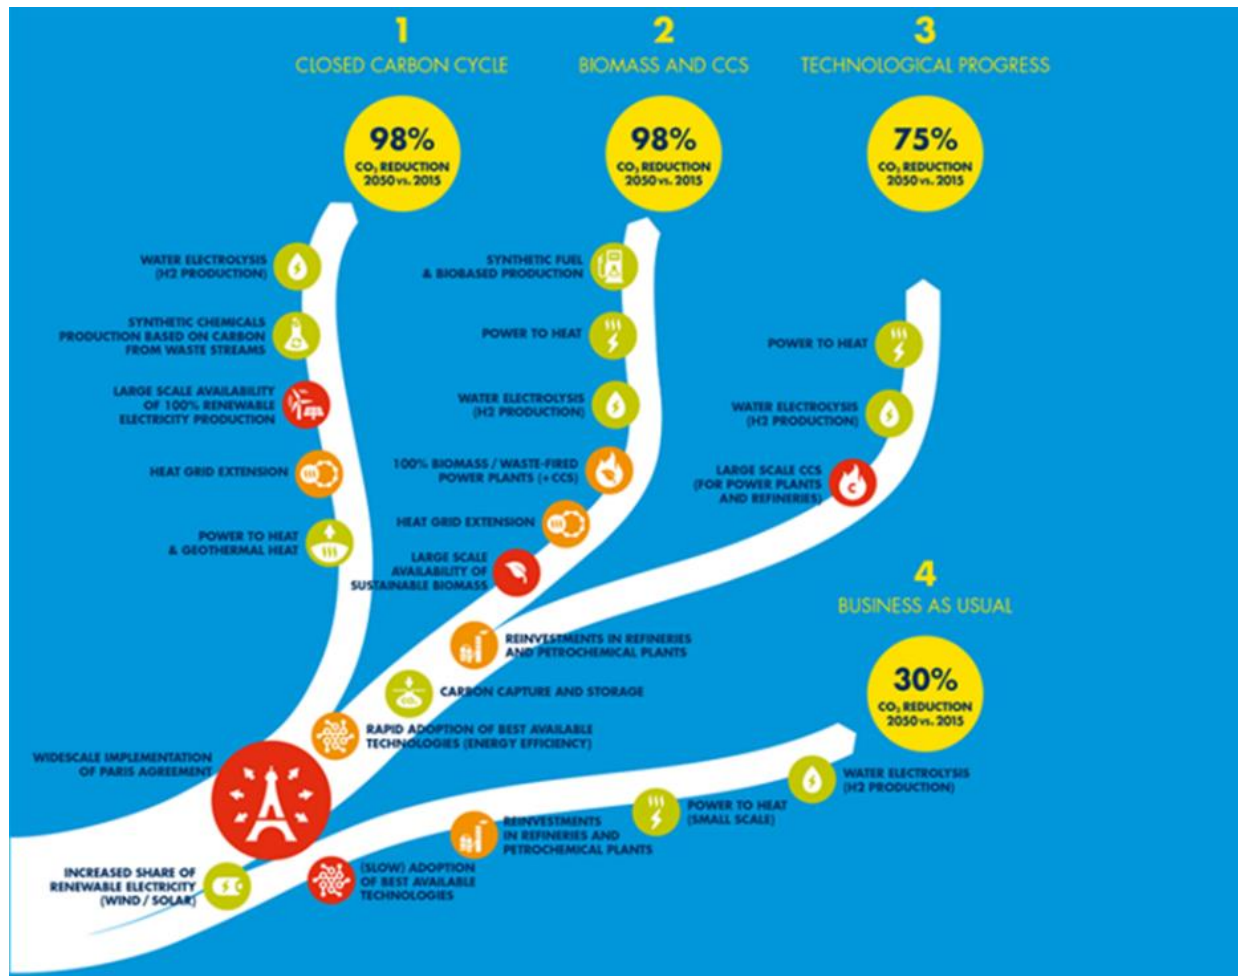 1
CLOSED CARBON CYCLE
98%
CO₂ REDUCTION
2050 vs. 2015
2
BIOMASS AND CCS
98%
CO₂ REDUCTION
2050 vs. 2015
3
TECHNOLOGICAL PROGRESS
75%
CO₂ REDUCTION
2050 vs. 2015
WATER ELECTROLYSIS
(H2 PRODUCTION)
SYNTHETIC CHEMICALS
PRODUCTION BASED ON CARBON
FROM WASTE STREAMS
LARGE SCALE AVAILABILITY
OF 100% RENEWABLE
ELECTRICITY PRODUCTION
HEAT GRID EXTENSION
POWER TO HEAT
& GEOTHERMAL HEAT
SYNTHETIC FUEL
& BIOBASED PRODUCTION
POWER TO HEAT
WATER ELECTROLYSIS
(H2 PRODUCTION)
100% BIOMASS / WASTE-FIRED
POWER PLANTS (+CCS)
HEAT GRID EXTENSION
LARGE SCALE
AVAILABILITY OF
SUSTAINABLE BIOMASS
POWER TO HEAT
WATER ELECTROLYSIS
(H2 PRODUCTION)
LARGE SCALE CCS
(FOR POWER PLANTS
AND REFINERIES)
C
REINVESTMENTS IN REFINERIES
AND PETROCHEMICAL PLANTS
CARBON CAPTURE AND STORAGE
CO₂
RAPID ADOPTION OF BEST AVAILABLE
TECHNOLOGIES (ENERGY EFFICIENCY)
WIDESCALE IMPLEMENTATION
OF PARIS AGREEMENT
4
BUSINESS AS USUAL
30%
CO₂ REDUCTION
2050 vs. 2015
WATER ELECTROLYSIS
(H2 PRODUCTION)
POWER TO HEAT
(SMALL SCALE)
REINVESTMENTS
IN REFINERIES AND
PETROCHEMICAL PLANTS
(SLOW) ADOPTION
OF BEST AVAILABLE
TECHNOLOGIES
INCREASED SHARE OF
RENEWABLE ELECTRICITY
(WIND / SOLAR)